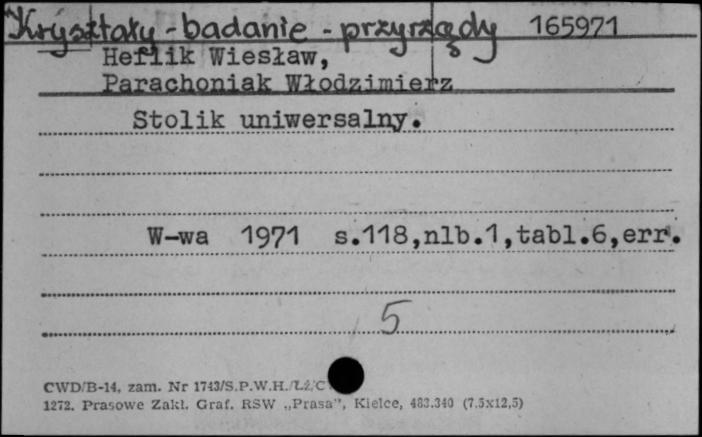 Kryształy - badanie - przyrządy 165971
Heflik Wiesław,
Parachoniak Włodzimierz
Stolik uniwersalny.
W-wa 1971 s.118,nlb.1,tabl.6,err.
5
CWD/B-14, zam. Nr 1743/S.P.W.H./Lż/C
1272. Prasowe Zakł. Graf. RSW „Prasa”, Kielce, 483.340 (7,5x12,5)